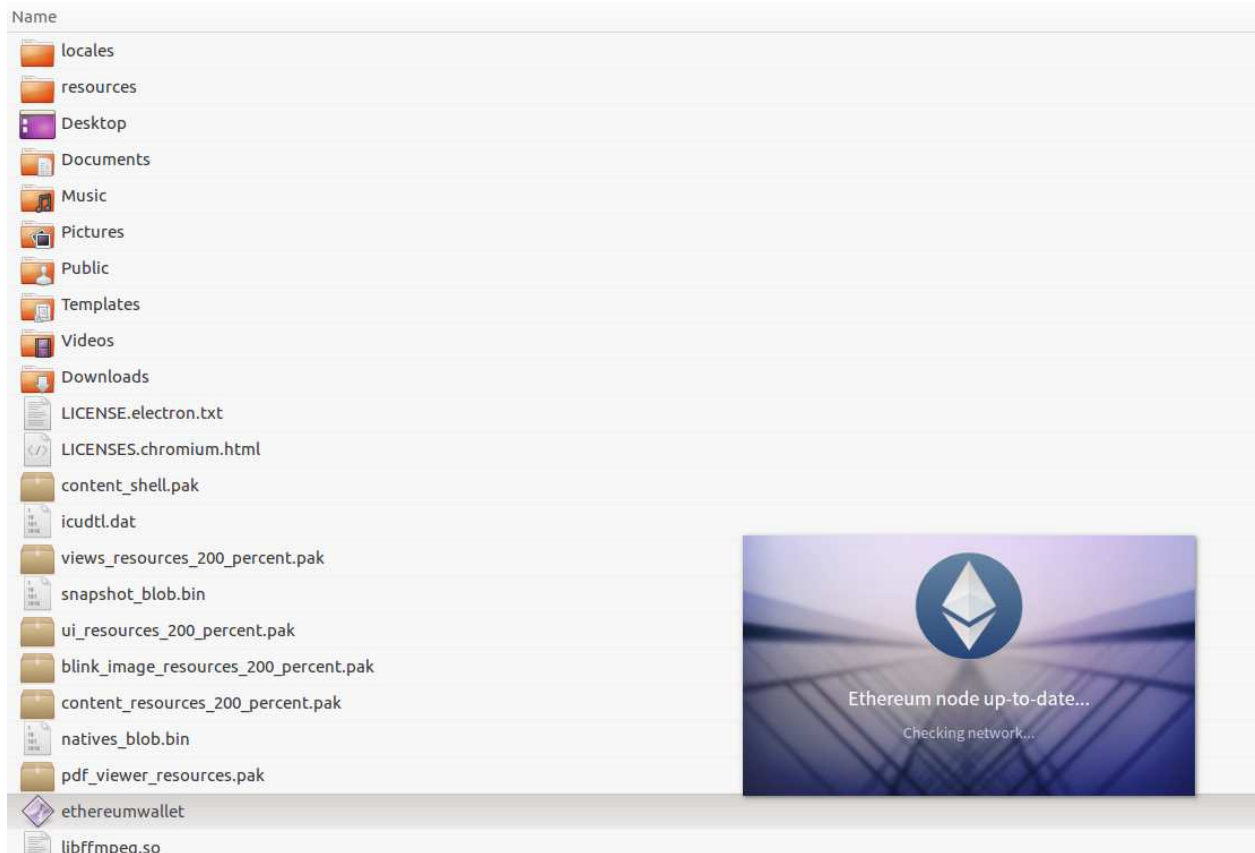 Name
locales
resources
Desktop
Documents
Music
Pictures
Public
Templates
Videos
Downloads
LICENSE.electron.txt
LICENSES.chromium.html
content_shell.pak
icudtl.dat
views_resources_200_percent.pak
snapshot_blob.bin
ui_resources_200_percent.pak
blink_image_resources_200_percent.pak
content_resources_200_percent.pak
natives_blob.bin
pdf_viewer_resources.pak
ethereumwallet
libffmpeg.so
Ethereum node up-to-date...
Checking network...